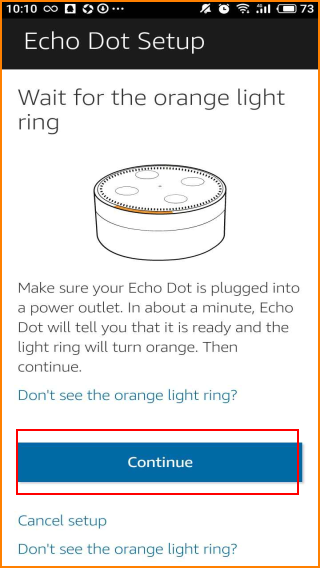 10:10 73
Echo Dot Setup
Wait for the orange light
ring
Make sure your Echo Dot is plugged into
a power outlet. In about a minute, Echo
Dot will tell you that it is ready and the
light ring will turn orange. Then
continue.
Don't see the orange light ring?
Continue
Cancel setup
Don't see the orange light ring?